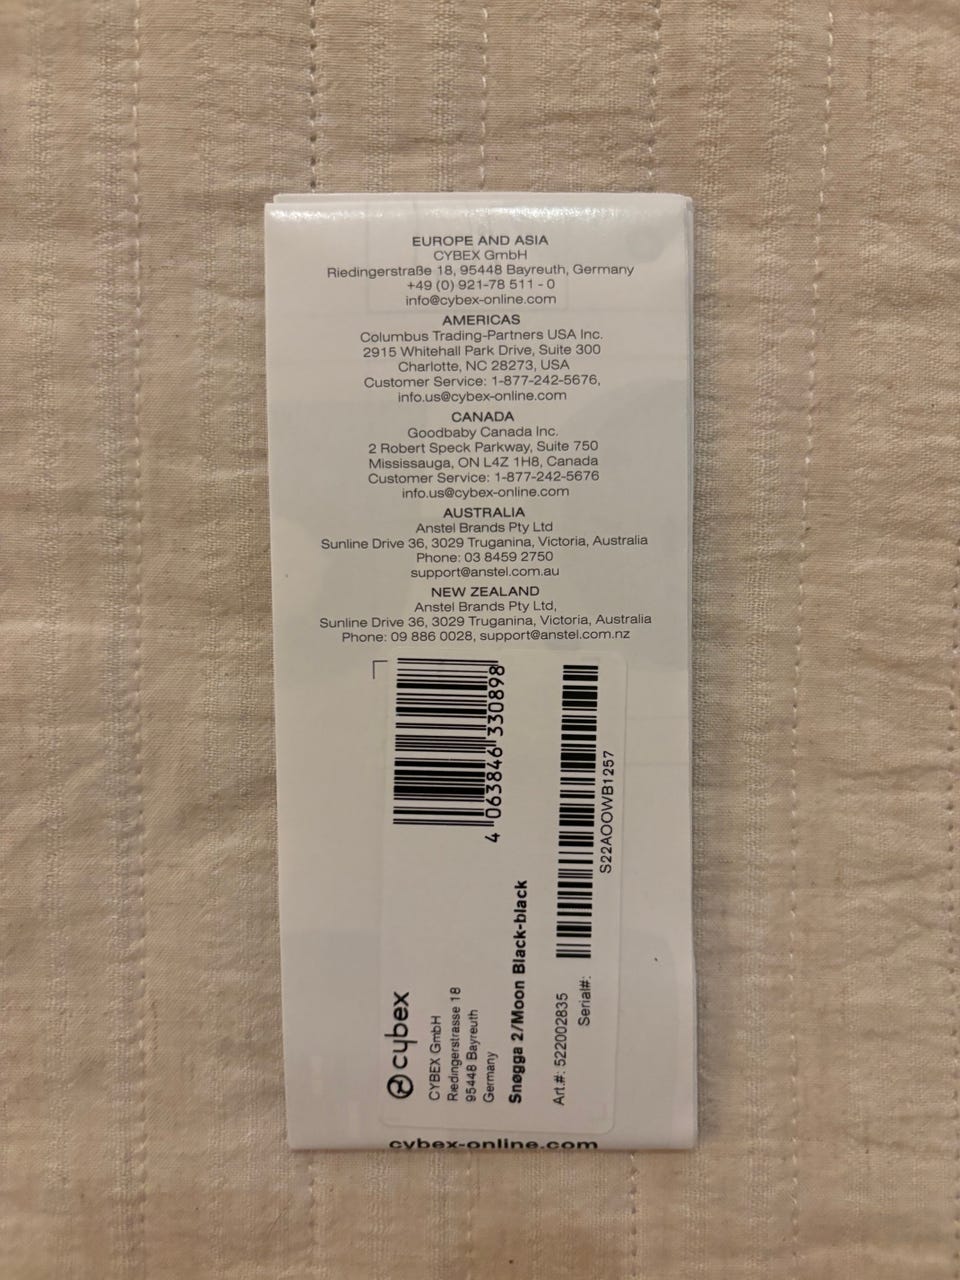 EUROPE AND ASIA
CYBEX GmbH
Riedingerstraße 18, 95448 Bayreuth, Germany
+49 (0) 921-78 511 - 0
info@cybex-online.com
AMERICAS
Columbus Trading-Partners USA Inc.
2915 Whitehall Park Drive, Suite 300
Charlotte, NC 28273, USA
Customer Service: 1-877-242-5676,
info.us@cybex-online.com
CANADA
Goodbaby Canada Inc.
2 Robert Speck Parkway, Suite 750
Mississauga, ON L4Z 1H8, Canada
Customer Service: 1-877-242-5676
info.us@cybex-online.com
AUSTRALIA
Anstel Brands Pty Ltd
Sunline Drive 36, 3029 Truganina, Victoria, Australia
Phone: 03 8459 2750
support@anstel.com.au
NEW ZEALAND
Anstel Brands Pty Ltd,
Sunline Drive 36, 3029 Truganina, Victoria, Australia
Phone: 09 886 0028, support@anstel.com.nz
cybex
CYBEX GmbH
Riedingerstrasse 18
95448 Bayreuth
Germany
4 063846 330898
Snøgga 2/Moon Black-black
Art.#: 522002835
Serial#:
S22AOOWB1257
cybex-online.com